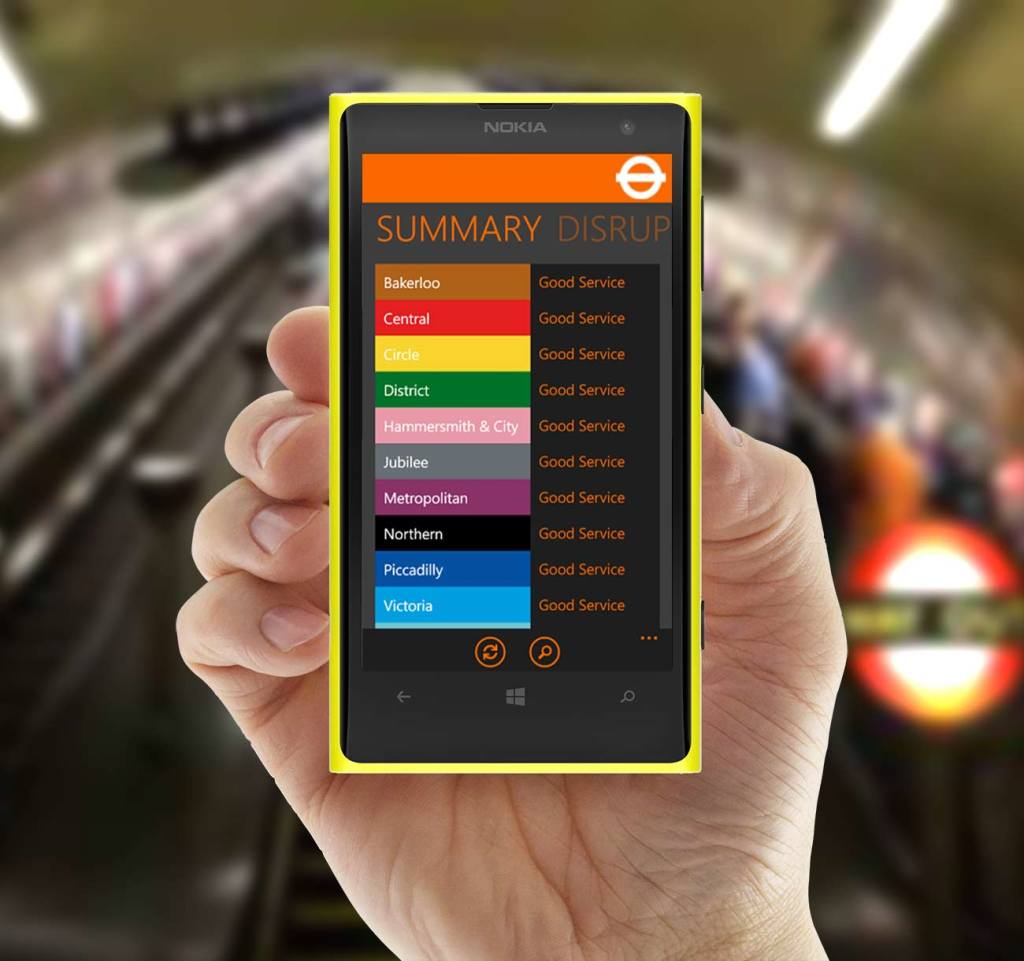 NOKIA
SUMMARY DISRUP
Bakerloo Good Service
Central Good Service
Circle Good Service
District Good Service
Hammersmith & City Good Service
Jubilee Good Service
Metropolitan Good Service
Northern Good Service
Piccadilly Good Service
Victoria Good Service